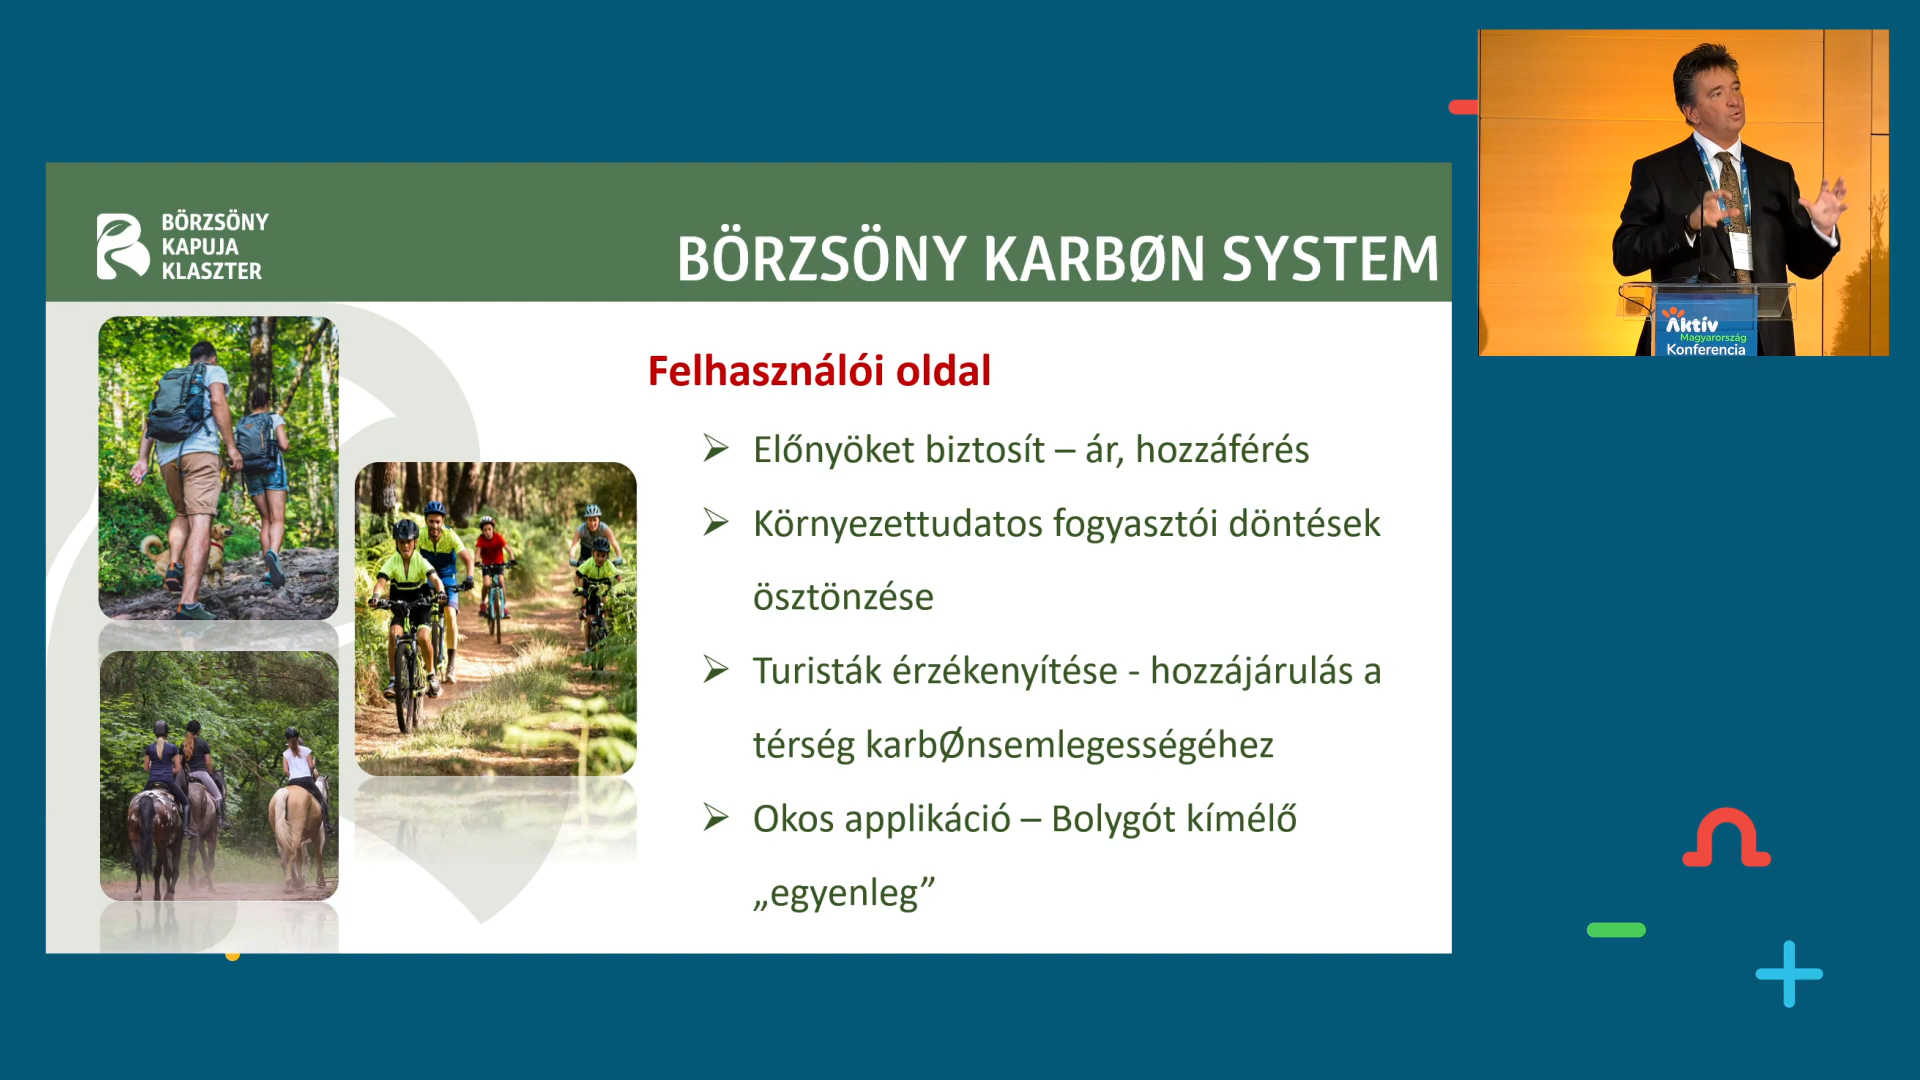 BÖRZSÖNY
KAPUJA
KLASZTER
BÖRZSÖNY KARBØN SYSTEM
Felhasználói oldal
➢ Előnyöket biztosít – ár, hozzáférés
➢ Környezettudatos fogyasztói döntések
ösztönzése
➢ Turisták érzékenyítése - hozzájárulás a
térség karbØnsemlegességéhez
➢ Okos applikáció – Bolygót kímélő
„egyenleg”
Aktív
Magyarország
Konferencia